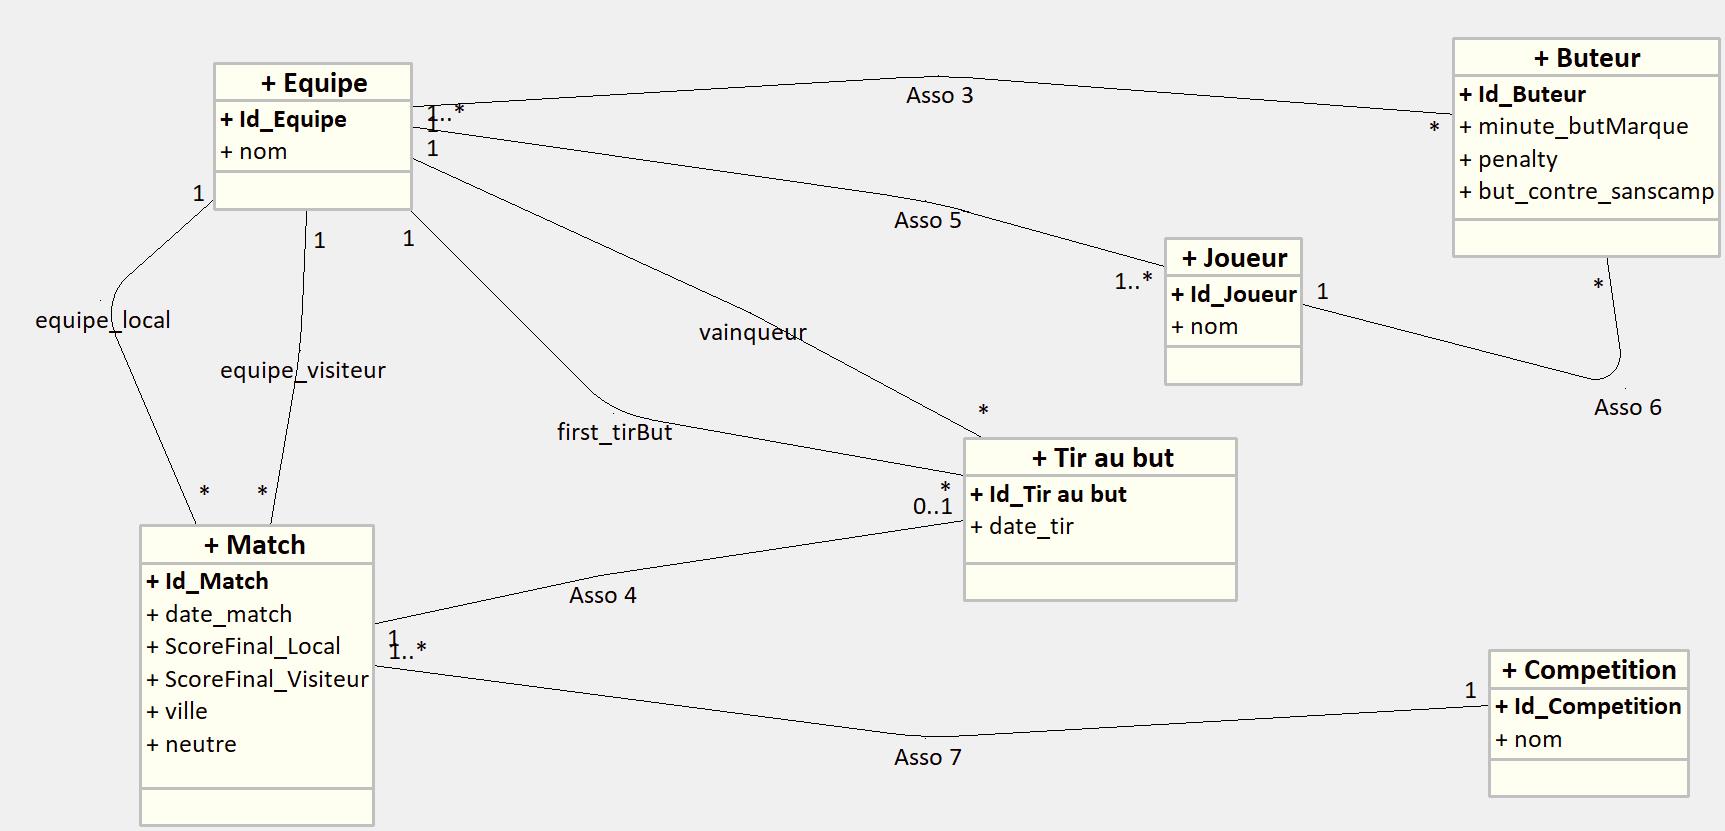 + Equipe
+ Id_Equipe
+ nom
+ Buteur
+ Id_Buteur
+ minute_butMarque
+ penalty
+ but_contre_sanscamp
Asso 3
1..*
*
1
1
Asso 5
1..*
+ Joueur
+ Id_Joueur
+ nom
1
*
Asso 6
1
1
1
equipe_local
equipe_visiteur
vainqueur
first_tirBut
*
*
*
*
0..1
+ Tir au but
+ Id_Tir au but
+ date_tir
+ Match
+ Id_Match
+ date_match
+ ScoreFinal_Local
+ ScoreFinal_Visiteur
+ ville
+ neutre
Asso 4
1
1..*
Asso 7
1
+ Competition
+ Id_Competition
+ nom